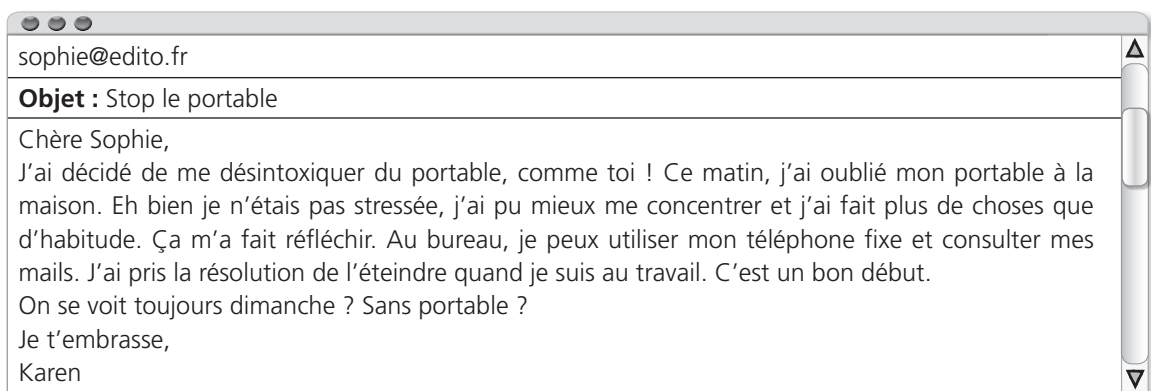 sophie@edito.fr
Objet : Stop le portable
Chère Sophie,
J'ai décidé de me désintoxiquer du portable, comme toi ! Ce matin, j'ai oublié mon portable à la
maison. Eh bien je n'étais pas stressée, j'ai pu mieux me concentrer et j'ai fait plus de choses que
d'habitude. Ça m'a fait réfléchir. Au bureau, je peux utiliser mon téléphone fixe et consulter mes
mails. J'ai pris la résolution de l'éteindre quand je suis au travail. C'est un bon début.
On se voit toujours dimanche ? Sans portable ?
Je t'embrasse,
Karen